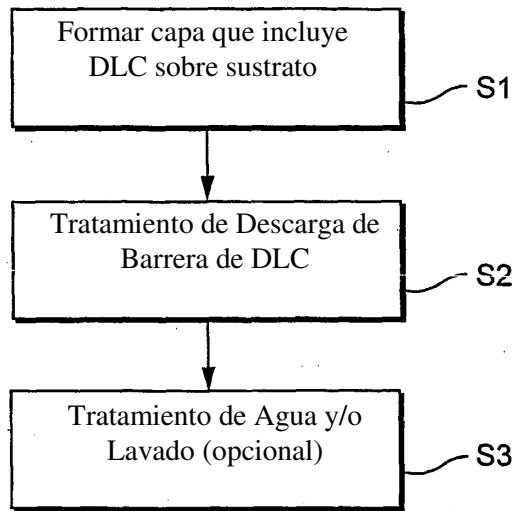 Formar capa que incluye
DLC sobre sustrato
S1
Tratamiento de Descarga de
Barrera de DLC
S2
Tratamiento de Agua y/o
Lavado (opcional)
S3